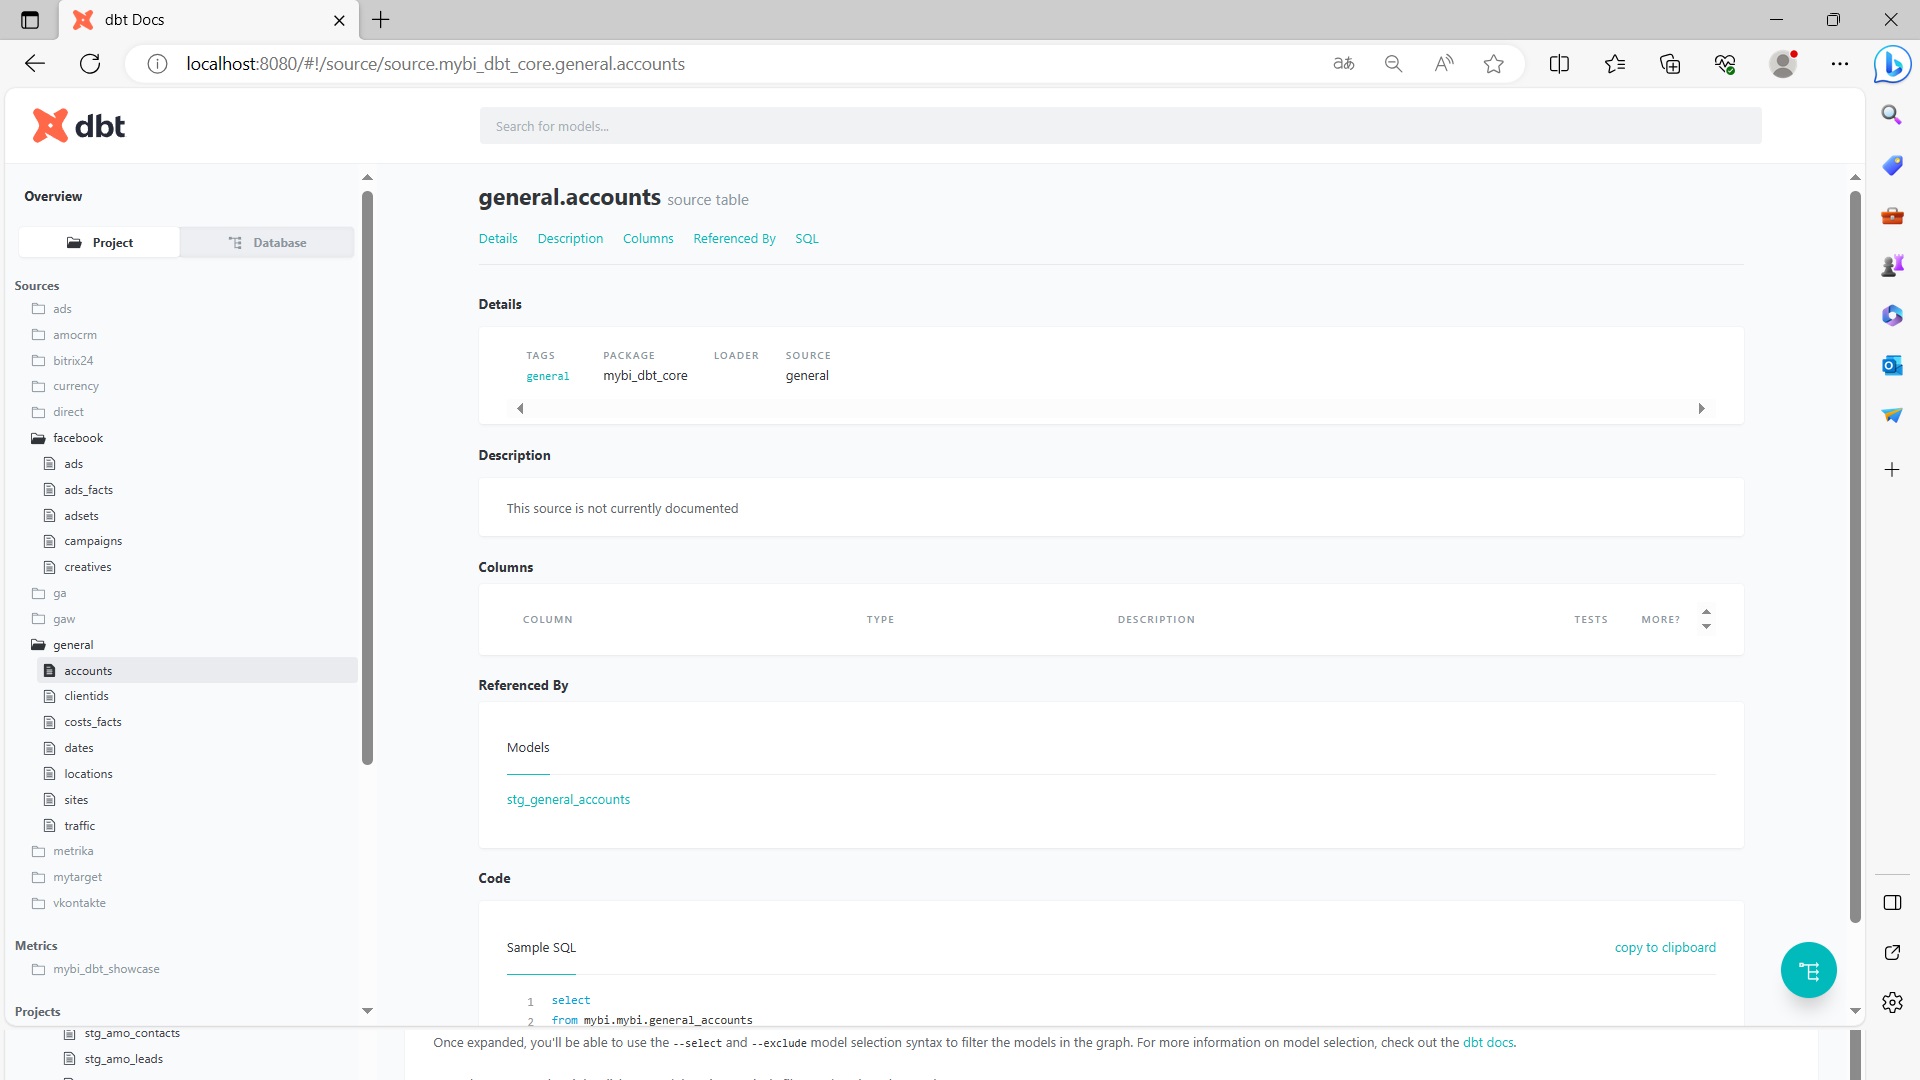 dbt Docs
localhost:8080/#!/source/source.mybi_dbt_core.general.accounts
aあ
dbt
Search for models...
Overview
Project
Database
Sources
ads
amocrm
bitrix24
currency
direct
facebook
ads
ads_facts
adsets
campaigns
creatives
ga
gaw
general
accounts
clientids
costs_facts
dates
locations
sites
traffic
metrika
mytarget
vkontakte
Metrics
mybi_dbt_showcase
Projects
stg_amo_contacts
stg_amo_leads
general.accounts source table
Details Description Columns Referenced By SQL
Details
TAGS PACKAGE LOADER SOURCE
general mybi_dbt_core general
Description
This source is not currently documented
Columns
COLUMN TYPE DESCRIPTION TESTS MORE?
Referenced By
Models
stg_general_accounts
Code
Sample SQL
copy to clipboard
1 select
2 from mybi.mybi.general_accounts
Once expanded, you'll be able to use the --select and --exclude model selection syntax to filter the models in the graph. For more information on model selection, check out the dbt docs.